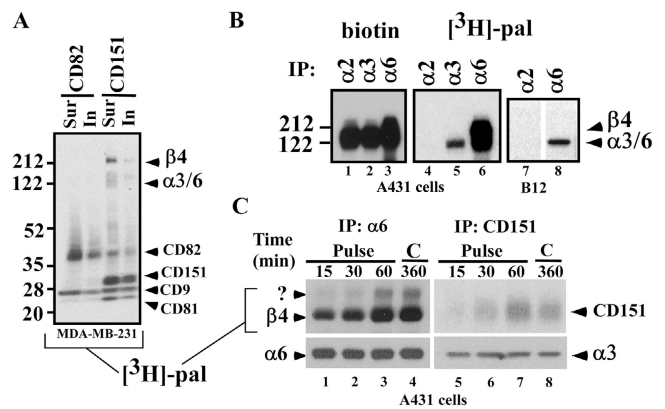 A
CD82 CD151
Sur In Sur In
212
122
52
35
28
20
β4
α3/6
CD82
CD151
CD9
CD81
MDA-MB-231
[³H]-pal
B
biotin [³H]-pal
IP: α2 α3 α6 α2 α3 α6 α2 α6
212
122
β4
α3/6
1 2 3 4 5 6 7 8
A431 cells B12
C
IP: α6 IP: CD151
Time (min)
Pulse C Pulse C
15 30 60 360 15 30 60 360
?
β4
CD151
α6
α3
1 2 3 4 5 6 7 8
A431 cells